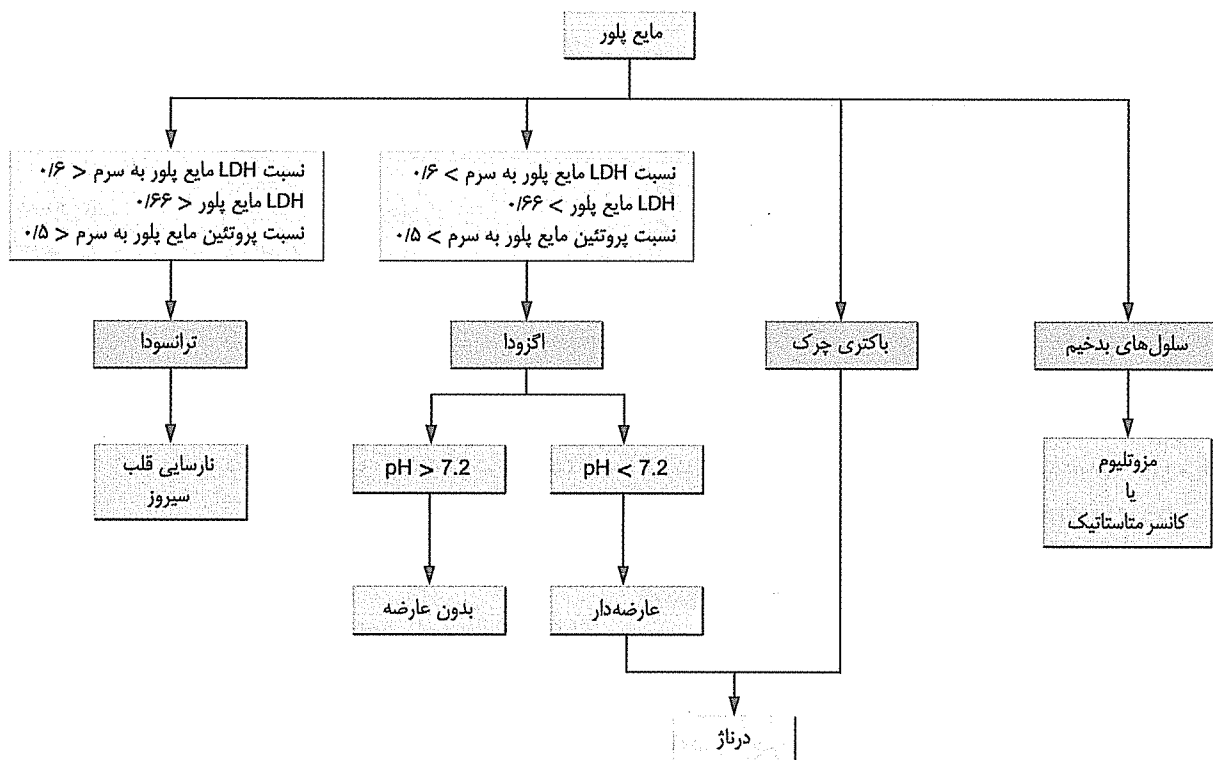 مایع پلور
نسبت LDH مایع پلور به سرم < ۰/۶
LDH مایع پلور < ۰/۶۶
نسبت پروتئین مایع پلور به سرم < ۰/۵
نسبت LDH مایع پلور به سرم > ۰/۶
LDH مایع پلور > ۰/۶۶
نسبت پروتئین مایع پلور به سرم > ۰/۵
ترانسودا
اگزودا
باکتری چرک
سلول‌های بدخیم
نارسایی قلب
سیروز
pH > 7.2
pH < 7.2
مزوتلیوم
یا
کانسر متاستاتیک
بدون عارضه
عارضه‌دار
درناژ